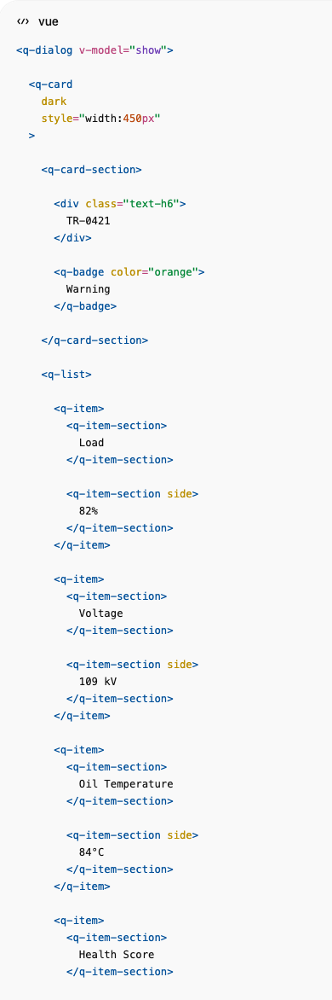 </> vue
<q-dialog v-model="show">
<q-card
dark
style="width:450px"
>
<q-card-section>
<div class="text-h6">
TR-0421
</div>
<q-badge color="orange">
Warning
</q-badge>
</q-card-section>
<q-list>
<q-item>
<q-item-section>
Load
</q-item-section>
<q-item-section side>
82%
</q-item-section>
</q-item>
<q-item>
<q-item-section>
Voltage
</q-item-section>
<q-item-section side>
109 kV
</q-item-section>
</q-item>
<q-item>
<q-item-section>
Oil Temperature
</q-item-section>
<q-item-section side>
84°C
</q-item-section>
</q-item>
<q-item>
<q-item-section>
Health Score
</q-item-section>